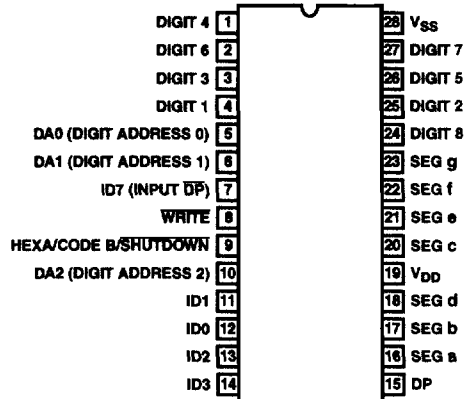 DIGIT 4 1 28 VSS
DIGIT 6 2 27 DIGIT 7
DIGIT 3 3 26 DIGIT 5
DIGIT 1 4 25 DIGIT 2
DA0 (DIGIT ADDRESS 0) 5 24 DIGIT 8
DA1 (DIGIT ADDRESS 1) 6 23 SEG g
ID7 (INPUT D̅P̅) 7 22 SEG f
W̅R̅I̅T̅E̅ 8 21 SEG e
HEXA/CODE B/S̅H̅U̅T̅D̅O̅W̅N̅ 9 20 SEG c
DA2 (DIGIT ADDRESS 2) 10 19 VDD
ID1 11 18 SEG d
ID0 12 17 SEG b
ID2 13 16 SEG a
ID3 14 15 DP